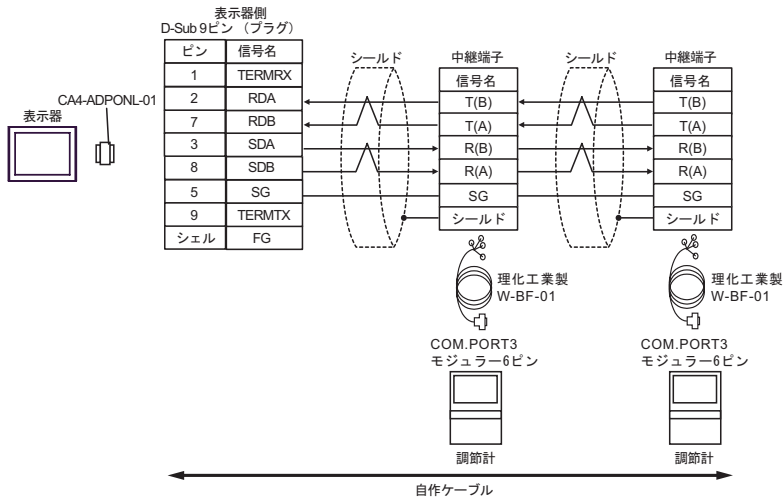 表示器側
D-Sub 9ピン （プラグ）
ピン 信号名
1 TERMRX
2 RDA
7 RDB
3 SDA
8 SDB
5 SG
9 TERMTX
シェル FG
CA4-ADPONL-01
表示器
シールド
中継端子
信号名
T(B)
T(A)
R(B)
R(A)
SG
シールド
シールド
中継端子
信号名
T(B)
T(A)
R(B)
R(A)
SG
シールド
理化工業製
W-BF-01
COM.PORT3
モジュラー6ピン
調節計
理化工業製
W-BF-01
COM.PORT3
モジュラー6ピン
調節計
自作ケーブル